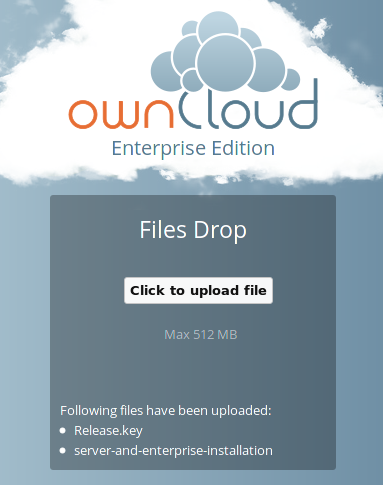 ownCloud
Enterprise Edition
Files Drop
Click to upload file
Max 512 MB
Following files have been uploaded:
Release.key
server-and-enterprise-installation